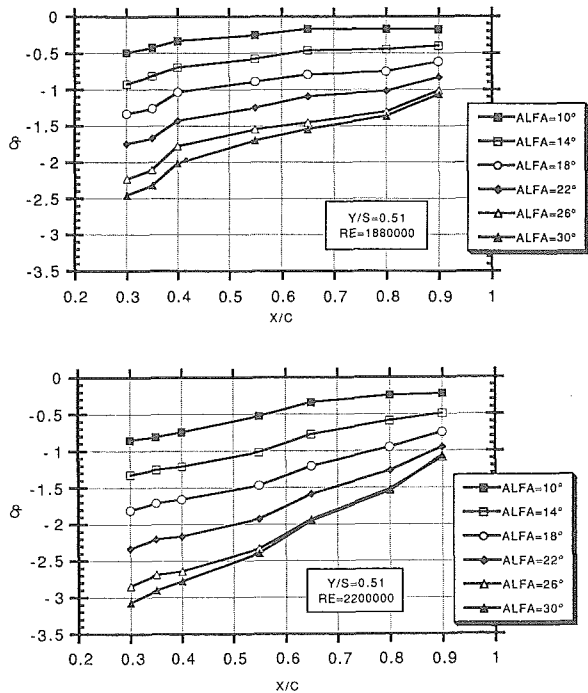 0
-0.5
-1
-1.5
-2
-2.5
-3
-3.5
Cp
0.2 0.3 0.4 0.5 0.6 0.7 0.8 0.9 1
X/C
Y/S=0.51
RE=1880000
ALFA=10°
ALFA=14°
ALFA=18°
ALFA=22°
ALFA=26°
ALFA=30°
0
-0.5
-1
-1.5
-2
-2.5
-3
-3.5
Cp
0.2 0.3 0.4 0.5 0.6 0.7 0.8 0.9 1
X/C
Y/S=0.51
RE=2200000
ALFA=10°
ALFA=14°
ALFA=18°
ALFA=22°
ALFA=26°
ALFA=30°